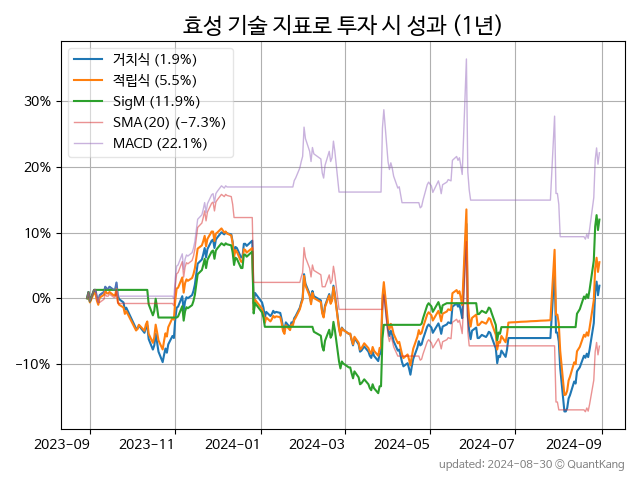 효성 기술 지표로 투자 시 성과 (1년)
거치식 (1.9%)
적립식 (5.5%)
SigM (11.9%)
SMA(20) (−7.3%)
MACD (22.1%)
30%
20%
10%
0%
−10%
2023-09 2023-11 2024-01 2024-03 2024-05 2024-07 2024-09
updated: 2024-08-30 © QuantKang